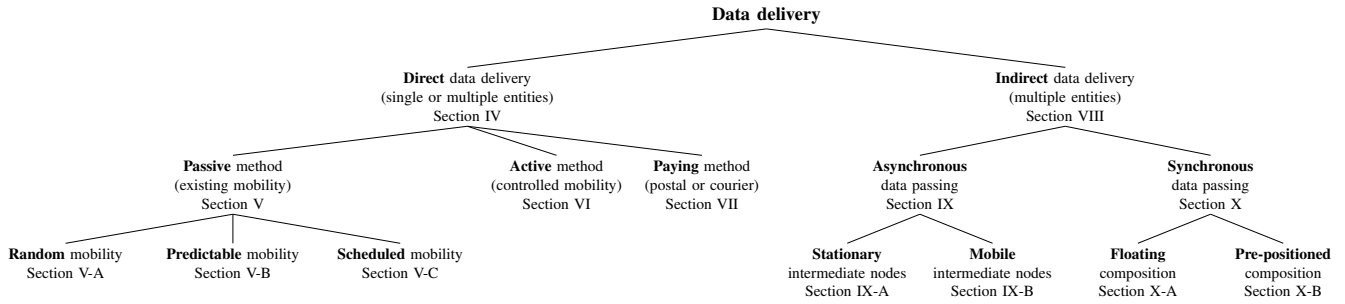 Data delivery
Direct data delivery
(single or multiple entities)
Section IV
Indirect data delivery
(multiple entities)
Section VIII
Passive method
(existing mobility)
Section V
Active method
(controlled mobility)
Section VI
Paying method
(postal or courier)
Section VII
Asynchronous
data passing
Section IX
Synchronous
data passing
Section X
Random mobility
Section V-A
Predictable mobility
Section V-B
Scheduled mobility
Section V-C
Stationary
intermediate nodes
Section IX-A
Mobile
intermediate nodes
Section IX-B
Floating
composition
Section X-A
Pre-positioned
composition
Section X-B